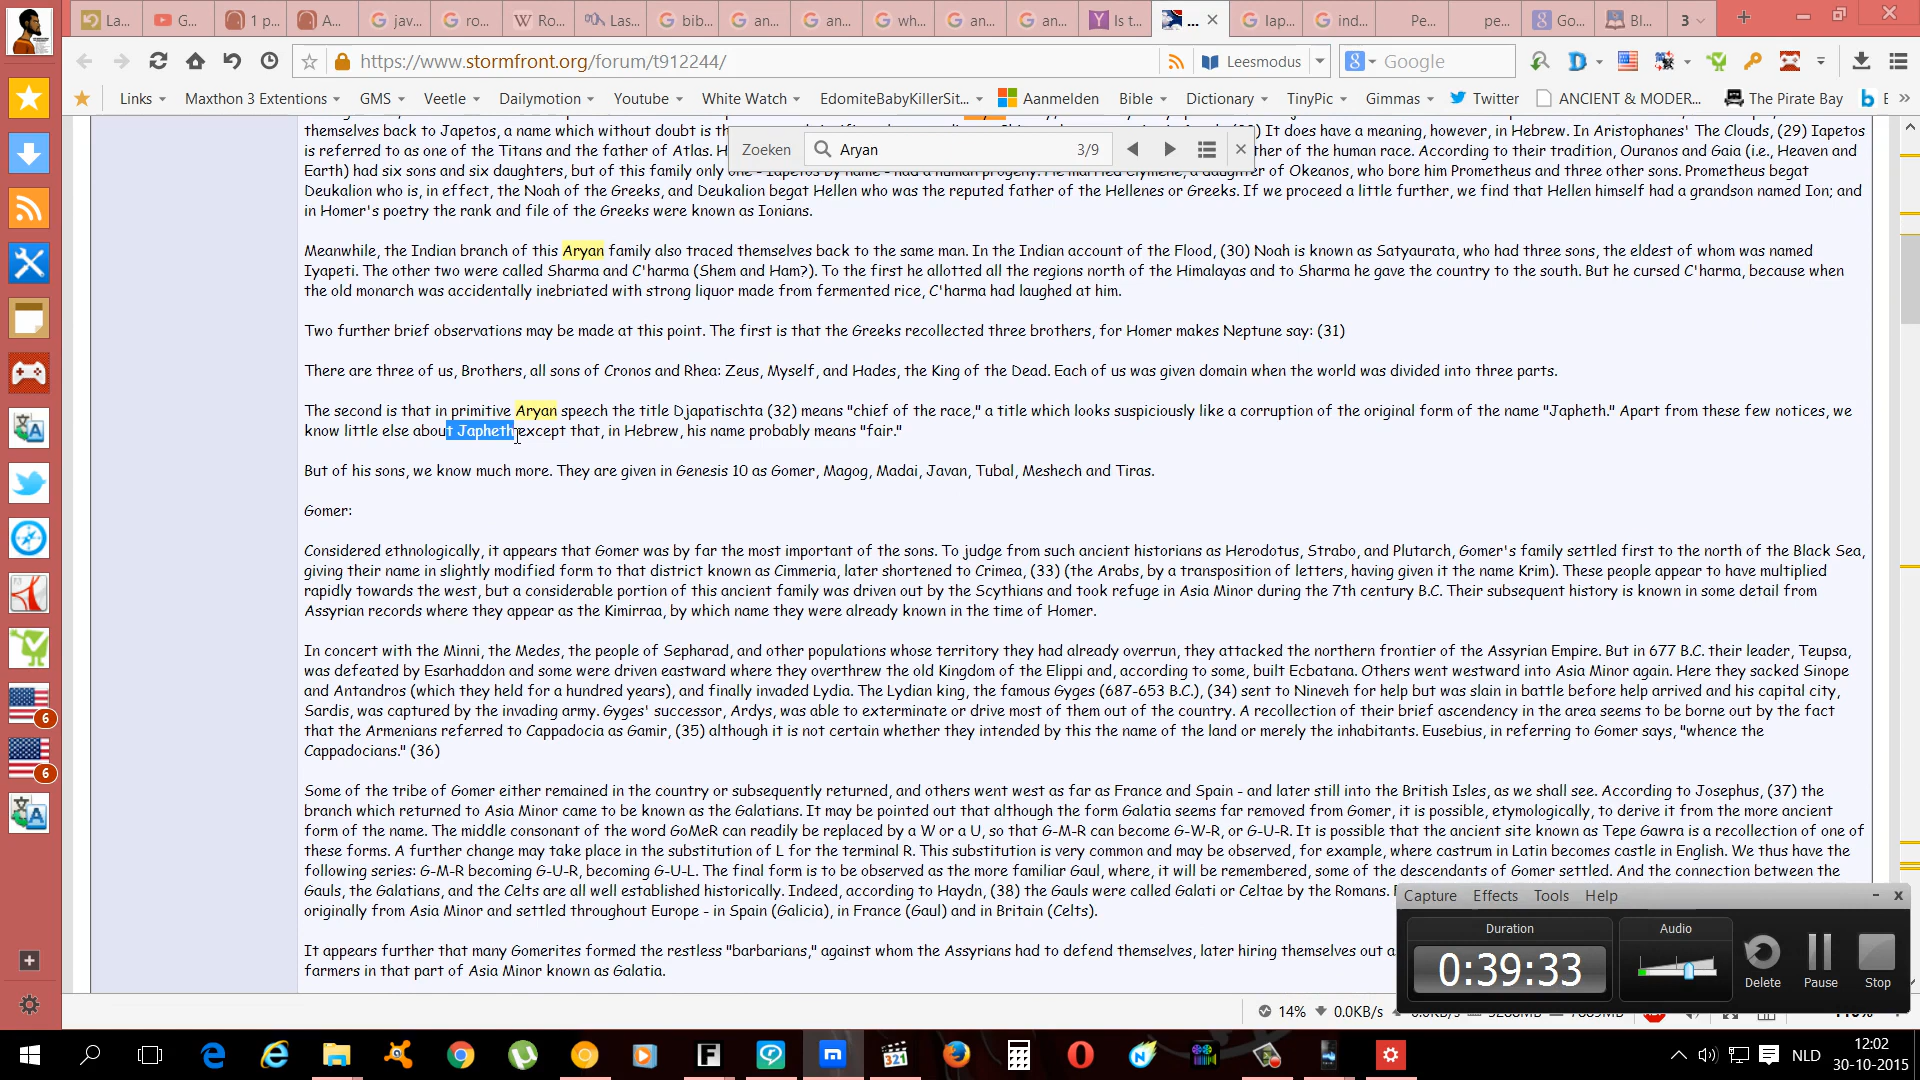 La...
G...
1 p...
A...
jav...
ro...
Ro...
Las...
bib...
an...
an...
wh...
an...
an...
Is t...
...
Iap...
ind...
Pe...
pe...
Go...
Bl...
3
https://www.stormfront.org/forum/t912244/
Leesmodus
Google
Links
Maxthon 3 Extentions
GMS
Veetle
Dailymotion
Youtube
White Watch
EdomiteBabyKillerSit...
Aanmelden
Bible
Dictionary
TinyPic
Gimmas
Twitter
ANCIENT & MODER...
The Pirate Bay
Zoeken
Aryan
3/9
themselves back to Japetos, a name which without doubt is th
It does have a meaning, however, in Hebrew. In Aristophanes' The Clouds, (29) Iapetos
is referred to as one of the Titans and the father of Atlas. H
ther of the human race. According to their tradition, Ouranos and Gaia (i.e., Heaven and
Earth) had six sons and six daughters, but of this family only one - Iapetos by name - had a human progeny. He married Clymene, a daughter of Okeanos, who bore him Prometheus and three other sons. Prometheus begat
Deukalion who is, in effect, the Noah of the Greeks, and Deukalion begat Hellen who was the reputed father of the Hellenes or Greeks. If we proceed a little further, we find that Hellen himself had a grandson named Ion; and
in Homer's poetry the rank and file of the Greeks were known as Ionians.
Meanwhile, the Indian branch of this Aryan family also traced themselves back to the same man. In the Indian account of the Flood, (30) Noah is known as Satyaurata, who had three sons, the eldest of whom was named
Iyapeti. The other two were called Sharma and C'harma (Shem and Ham?). To the first he allotted all the regions north of the Himalayas and to Sharma he gave the country to the south. But he cursed C'harma, because when
the old monarch was accidentally inebriated with strong liquor made from fermented rice, C'harma had laughed at him.
Two further brief observations may be made at this point. The first is that the Greeks recollected three brothers, for Homer makes Neptune say: (31)
There are three of us, Brothers, all sons of Cronos and Rhea: Zeus, Myself, and Hades, the King of the Dead. Each of us was given domain when the world was divided into three parts.
The second is that in primitive Aryan speech the title Djapatischta (32) means "chief of the race," a title which looks suspiciously like a corruption of the original form of the name "Japheth." Apart from these few notices, we
know little else about Japheth except that, in Hebrew, his name probably means "fair."
But of his sons, we know much more. They are given in Genesis 10 as Gomer, Magog, Madai, Javan, Tubal, Meshech and Tiras.
Gomer:
Considered ethnologically, it appears that Gomer was by far the most important of the sons. To judge from such ancient historians as Herodotus, Strabo, and Plutarch, Gomer's family settled first to the north of the Black Sea,
giving their name in slightly modified form to that district known as Cimmeria, later shortened to Crimea, (33) (the Arabs, by a transposition of letters, having given it the name Krim). These people appear to have multiplied
rapidly towards the west, but a considerable portion of this ancient family was driven out by the Scythians and took refuge in Asia Minor during the 7th century B.C. Their subsequent history is known in some detail from
Assyrian records where they appear as the Kimirraa, by which name they were already known in the time of Homer.
In concert with the Minni, the Medes, the people of Sepharad, and other populations whose territory they had already overrun, they attacked the northern frontier of the Assyrian Empire. But in 677 B.C. their leader, Teupsa,
was defeated by Esarhaddon and some were driven eastward where they overthrew the old Kingdom of the Elippi and, according to some, built Ecbatana. Others went westward into Asia Minor again. Here they sacked Sinope
and Antandros (which they held for a hundred years), and finally invaded Lydia. The Lydian king, the famous Gyges (687-653 B.C.), (34) sent to Nineveh for help but was slain in battle before help arrived and his capital city,
Sardis, was captured by the invading army. Gyges' successor, Ardys, was able to exterminate or drive most of them out of the country. A recollection of their brief ascendency in the area seems to be borne out by the fact
that the Armenians referred to Cappadocia as Gamir, (35) although it is not certain whether they intended by this the name of the land or merely the inhabitants. Eusebius, in referring to Gomer says, "whence the
Cappadocians." (36)
Some of the tribe of Gomer either remained in the country or subsequently returned, and others went west as far as France and Spain - and later still into the British Isles, as we shall see. According to Josephus, (37) the
branch which returned to Asia Minor came to be known as the Galatians. It may be pointed out that although the form Galatia seems far removed from Gomer, it is possible, etymologically, to derive it from the more ancient
form of the name. The middle consonant of the word GoMeR can readily be replaced by a W or a U, so that G-M-R can become G-W-R, or G-U-R. It is possible that the ancient site known as Tepe Gawra is a recollection of one of
these forms. A further change may take place in the substitution of L for the terminal R. This substitution is very common and may be observed, for example, where castrum in Latin becomes castle in English. We thus have the
following series: G-M-R becoming G-U-R, becoming G-U-L. The final form is to be observed as the more familiar Gaul, where, it will be remembered, some of the descendants of Gomer settled. And the connection between the
Gauls, the Galatians, and the Celts are all well established historically. Indeed, according to Haydn, (38) the Gauls were called Galati or Celtae by the Romans.
originally from Asia Minor and settled throughout Europe - in Spain (Galicia), in France (Gaul) and in Britain (Celts).
It appears further that many Gomerites formed the restless "barbarians," against whom the Assyrians had to defend themselves, later hiring themselves out as
farmers in that part of Asia Minor known as Galatia.
Capture
Effects
Tools
Help
Duration
0:39:33
Audio
Delete
Pause
Stop
6
6
14%
0.0KB/s
321
NLD
12:02
30-10-2015